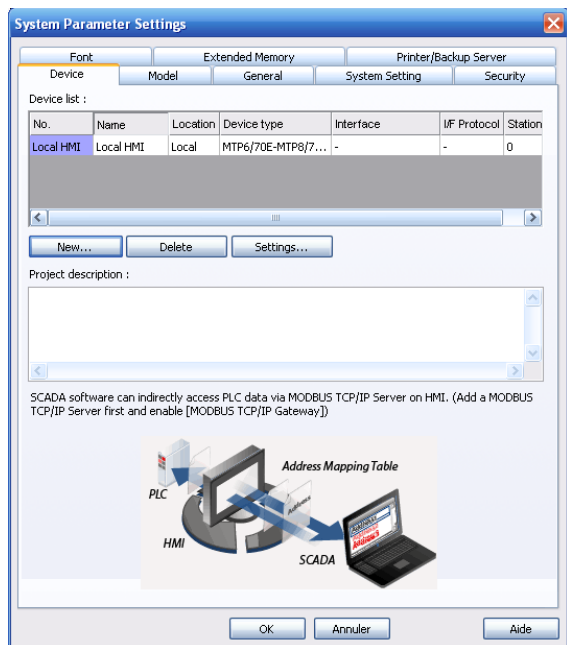 System Parameter Settings
Font Extended Memory Printer/Backup Server
Device Model General System Setting Security
Device list :
No. Name Location Device type Interface I/F Protocol Station
Local HMI Local HMI Local MTP6/70E-MTP8/7... - - 0
New... Delete Settings...
Project description :
SCADA software can indirectly access PLC data via MODBUS TCP/IP Server on HMI. (Add a MODBUS
TCP/IP Server first and enable [MODBUS TCP/IP Gateway])
Address Mapping Table
PLC
HMI
SCADA
OK Annuler Aide